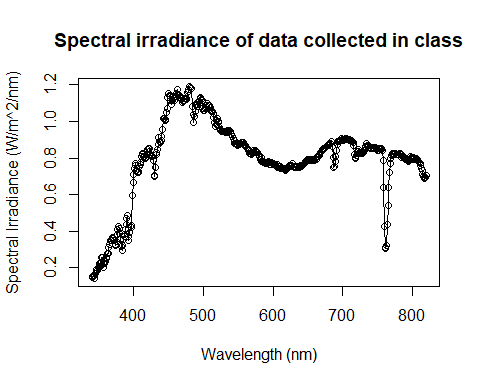 Spectral irradiance of data collected in class
Spectral Irradiance (W/m^2/nm)
1.2
1.0
0.8
0.6
0.4
0.2
400 500 600 700 800
Wavelength (nm)